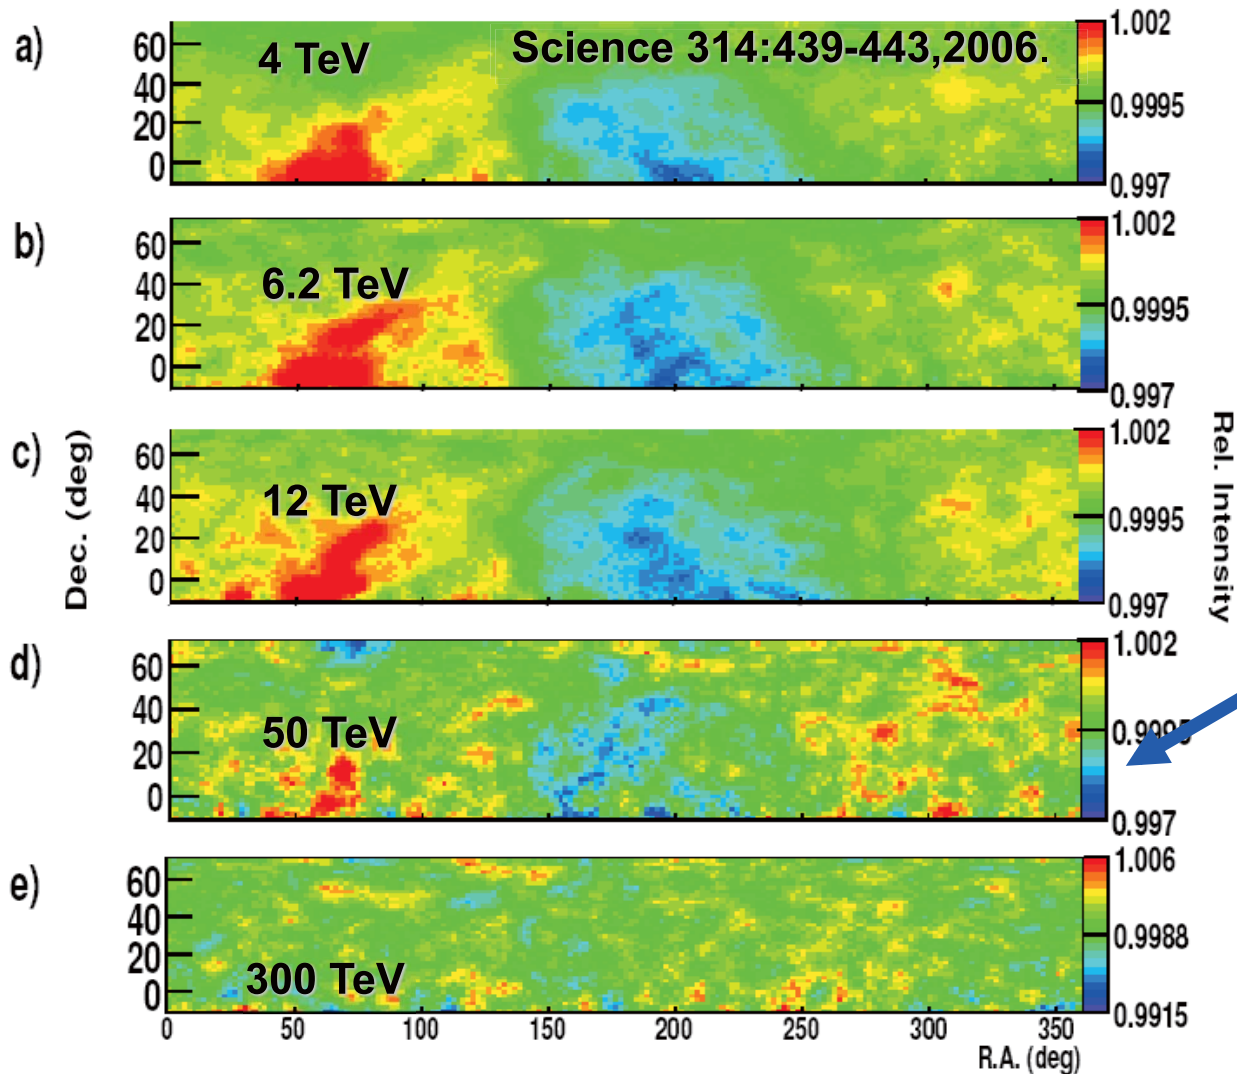 a)
4 TeV
Science 314:439-443,2006.
60
40
20
0
1.002
0.9995
0.997
b)
6.2 TeV
60
40
20
0
1.002
0.9995
0.997
c)
12 TeV
60
40
20
0
1.002
0.9995
0.997
Dec. (deg)
Rel. Intensity
d)
50 TeV
60
40
20
0
1.002
0.9995
0.997
e)
300 TeV
60
40
20
0
1.006
0.9988
0.9915
0 50 100 150 200 250 300 350
R.A. (deg)